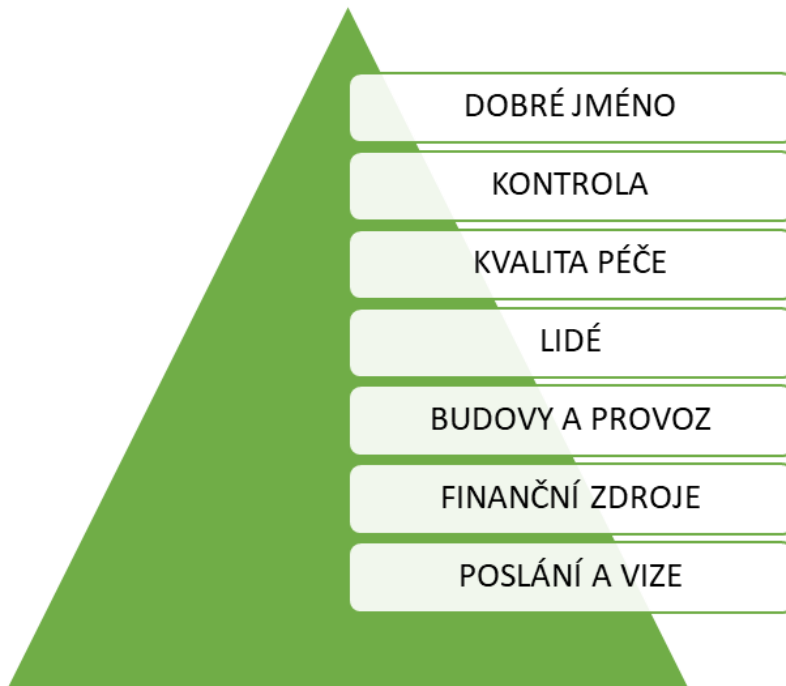 DOBRÉ JMÉNO
KONTROLA
KVALITA PÉČE
LIDÉ
BUDOVY A PROVOZ
FINANČNÍ ZDROJE
POSLÁNÍ A VIZE